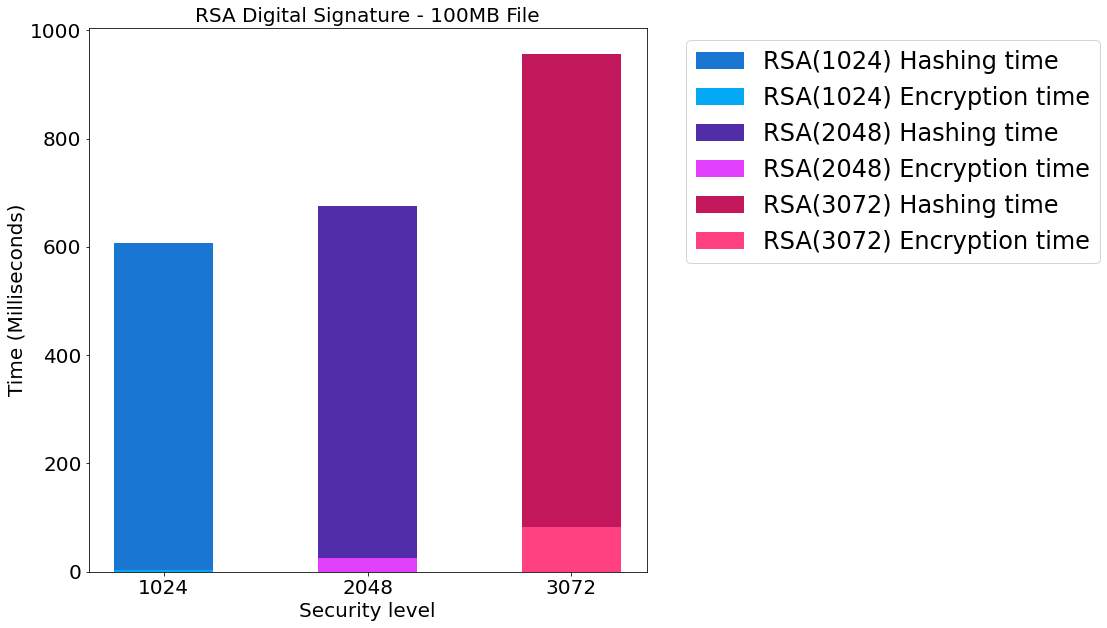 RSA Digital Signature - 100MB File
1000
800
600
400
200
0
Time (Milliseconds)
1024
2048
3072
Security level
RSA(1024) Hashing time
RSA(1024) Encryption time
RSA(2048) Hashing time
RSA(2048) Encryption time
RSA(3072) Hashing time
RSA(3072) Encryption time